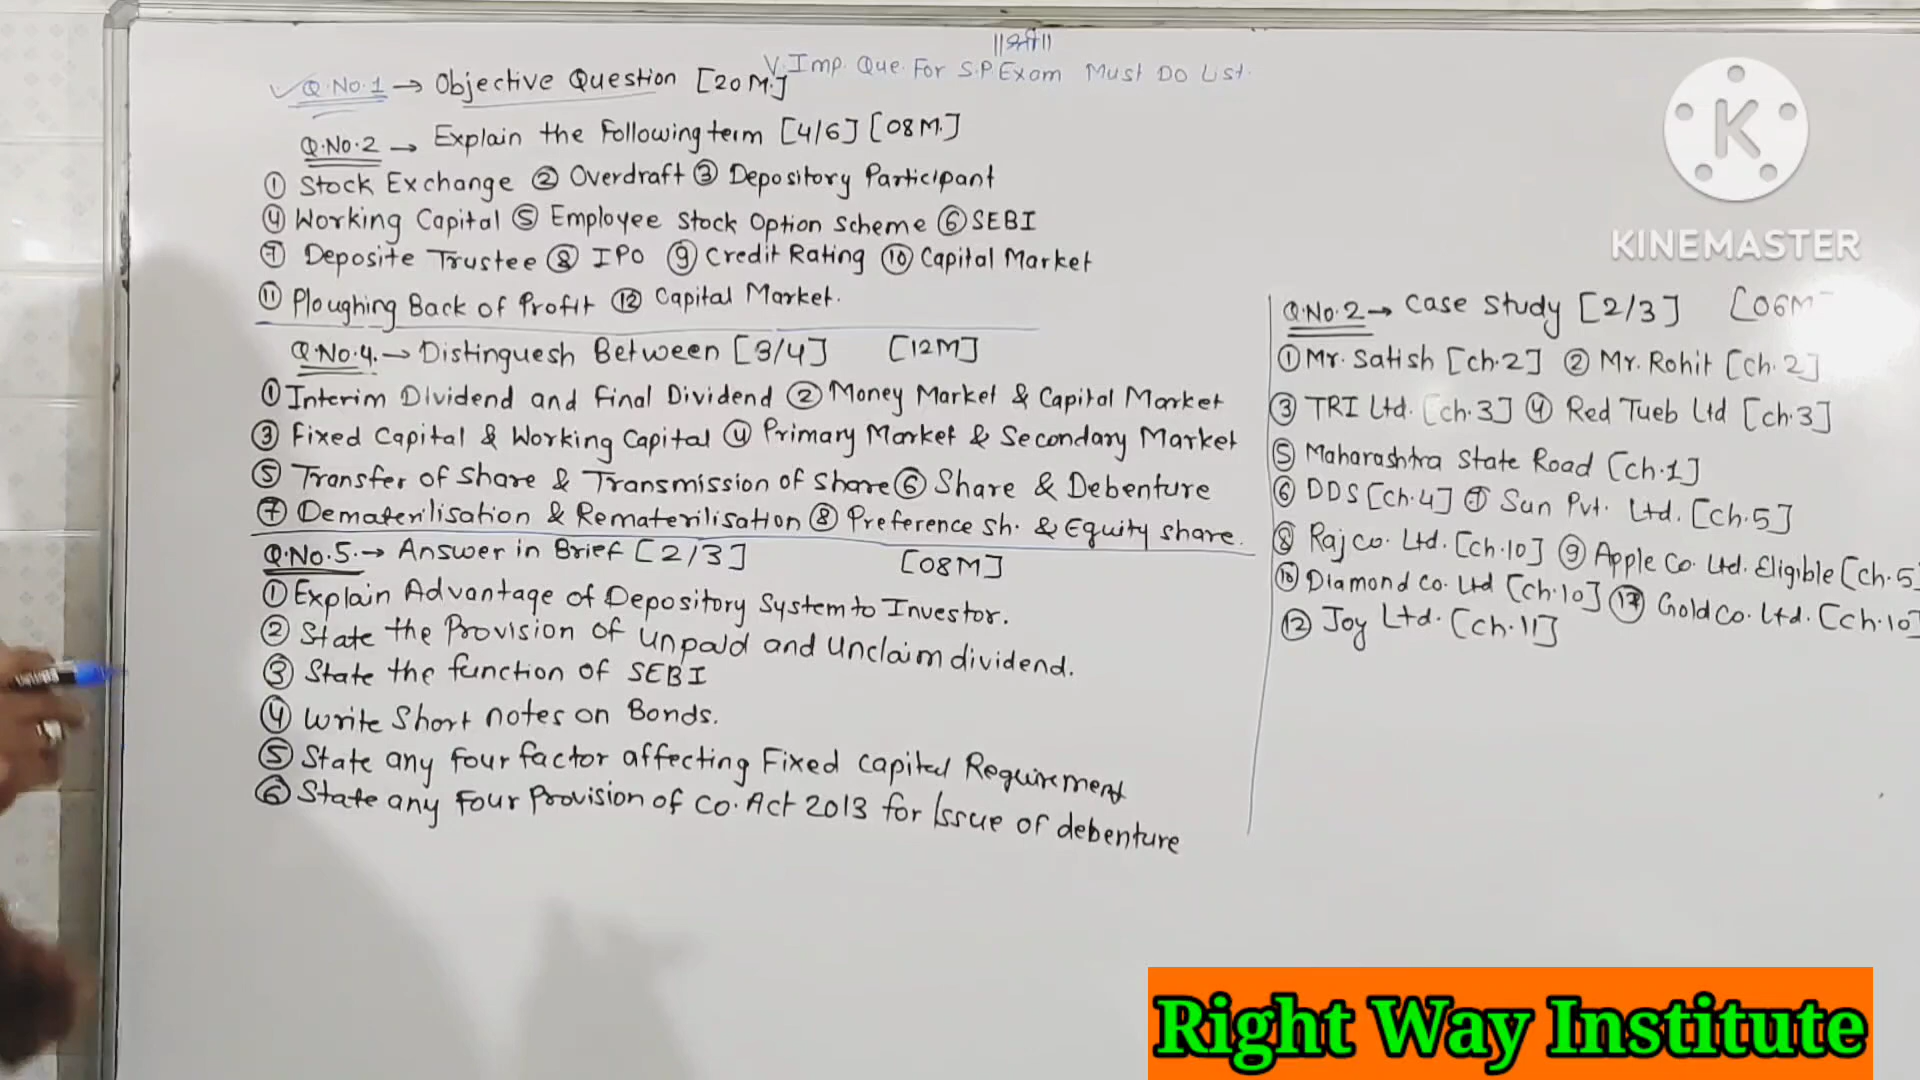 ॥श्री॥
V. Imp. Que. For S.P. Exam Must Do List.
Q.No.1 → Objective Question [20M.]
Q.No.2 → Explain the Following term [4/6] [08M.]
① Stock Exchange ② Overdraft ③ Depository Participant
④ Working Capital ⑤ Employee Stock Option Scheme ⑥ SEBI
⑦ Deposite Trustee ⑧ IPO ⑨ Credit Rating ⑩ Capital Market
⑪ Ploughing Back of Profit ⑫ Capital Market.
Q.No.4. → Distinguesh Between [3/4] [12M]
① Interim Dividend and Final Dividend ② Money Market & Capital Market
③ Fixed Capital & Working Capital ④ Primary Market & Secondary Market
⑤ Transfer of Share & Transmission of Share ⑥ Share & Debenture
⑦ Dematerilisation & Rematerilisation ⑧ Preference sh. & Equity share.
Q.No.5. → Answer in Brief [2/3] [08M]
① Explain Advantage of Depository System to Investor.
② State the Provision of Unpaid and Unclaim dividend.
③ State the function of SEBI
④ Write Short notes on Bonds.
⑤ State any four factor affecting Fixed capital Requirement
⑥ State any Four Provision of Co. Act 2013 for Issue of debenture
Q.No.2 → Case Study [2/3] [06M
① Mr. Satish [ch.2] ② Mr. Rohit [ch.2]
③ TRI Ltd. [ch.3] ④ Red Tueb Ltd [ch.3]
⑤ Maharashtra State Road [ch.1]
⑥ DDS [ch.4] ⑦ Sun Pvt. Ltd. [ch.5]
⑧ Raj co. Ltd. [ch.10] ⑨ Apple Co. Ltd. Eligible [ch.5]
⑩ Diamond Co. Ltd [ch.10] Gold Co. Ltd. [ch.10]
⑫ Joy Ltd. [ch.11]
K
KINEMASTER
Right Way Institute